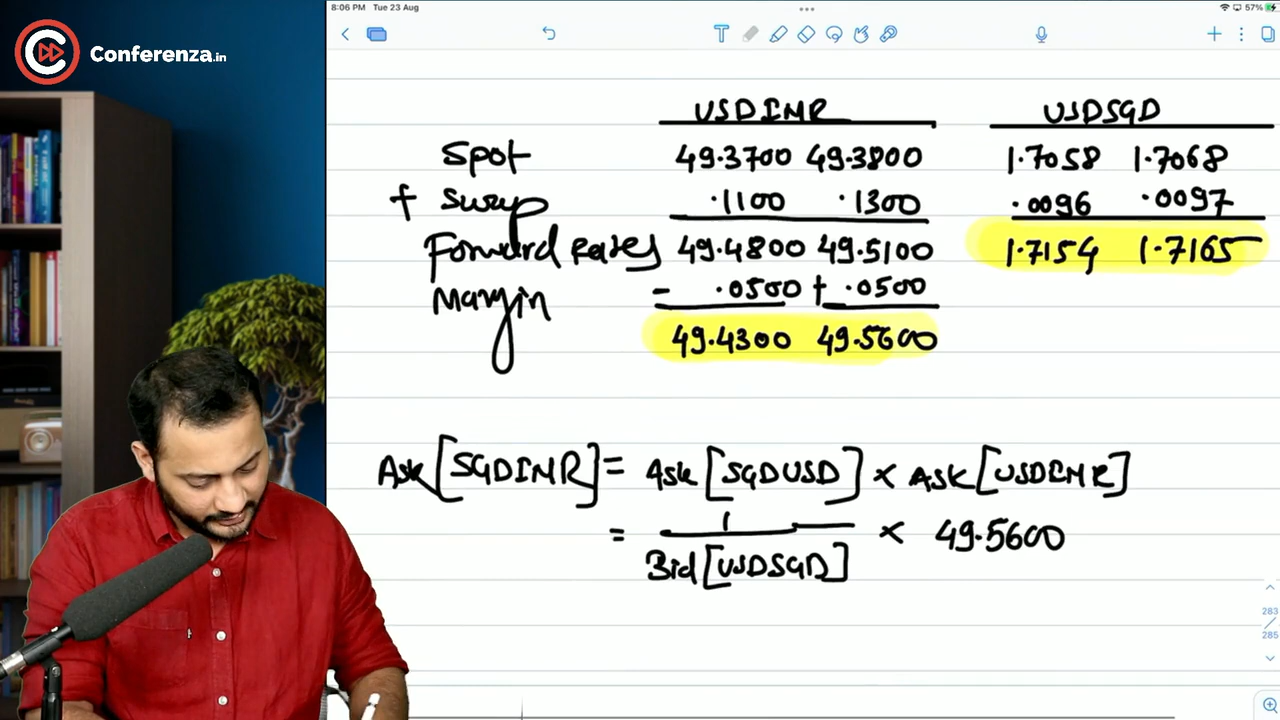 8:06 PM Tue 23 Aug
57%
Conferenza.in
USDINR USDSGD
Spot 49.3700 49.3800 1.7058 1.7068
+ Swap .1100 .1300 .0096 .0097
Forward Rates 49.4800 49.5100 1.7154 1.7165
Margin - .0500 + .0500
49.4300 49.5600
Ask [SGDINR] = Ask [SGDUSD] × ASK [USDINR]
= 1 / Bid [USDSGD] × 49.5600
283
285